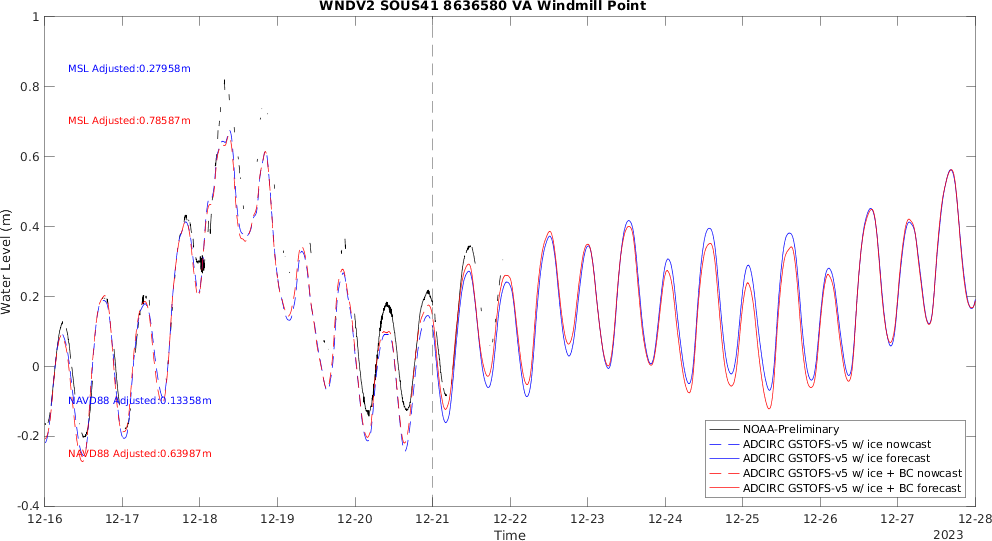 WNDV2 SOUS41 8636580 VA Windmill Point
MSL Adjusted:0.27958m
MSL Adjusted:0.78587m
NAVD88 Adjusted:0.13358m
NAVD88 Adjusted:0.63987m
Water Level (m)
1
0.8
0.6
0.4
0.2
0
-0.2
-0.4
NOAA-Preliminary
ADCIRC GSTOFS-v5 w/ ice nowcast
ADCIRC GSTOFS-v5 w/ ice forecast
ADCIRC GSTOFS-v5 w/ ice + BC nowcast
ADCIRC GSTOFS-v5 w/ ice + BC forecast
12-16 12-17 12-18 12-19 12-20 12-21 12-22 12-23 12-24 12-25 12-26 12-27 12-28
Time
2023